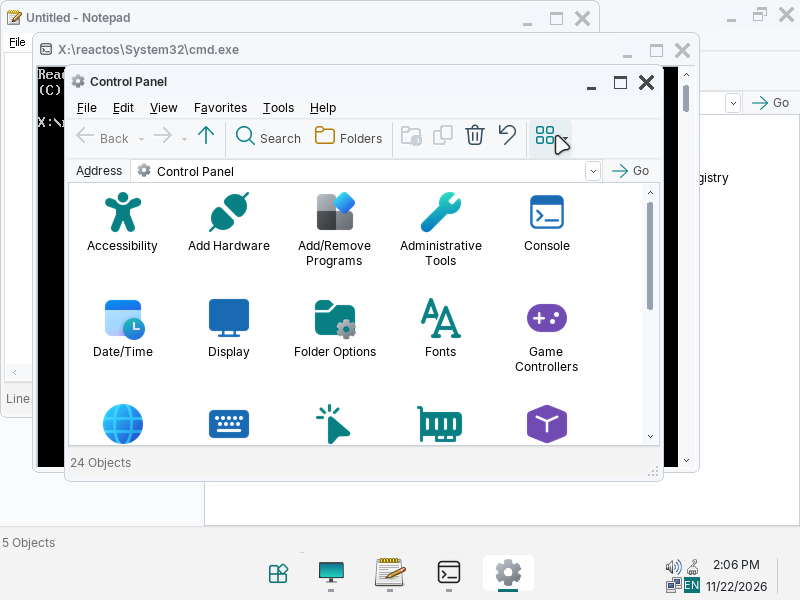 Untitled - Notepad
File
X:\reactos\System32\cmd.exe
(C)
Control Panel
File Edit View Favorites Tools Help
Back Search Folders
Address Control Panel Go
Go
Accessibility Add Hardware Add/Remove Programs Administrative Tools Console
Date/Time Display Folder Options Fonts Game Controllers
Line
24 Objects
5 Objects
2:06 PM
EN 11/22/2026